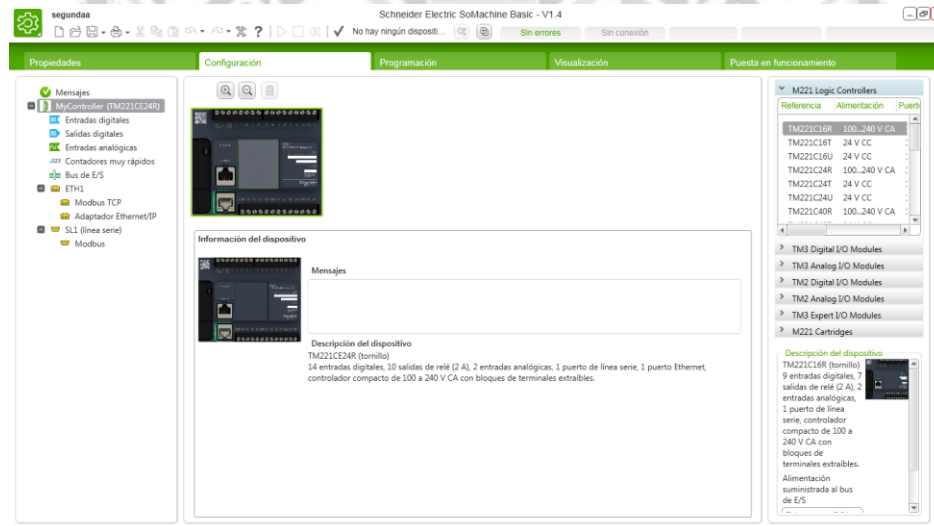 segundaa
Schneider Electric SoMachine Basic - V1.4
No hay ningún dispositi...
Sin errores
Sin conexión
Propiedades
Configuración
Programación
Visualización
Puesta en funcionamiento
Mensajes
MyController (TM221CE24R)
Entradas digitales
Salidas digitales
Entradas analógicas
Contadores muy rápidos
Bus de E/S
ETH1
Modbus TCP
Adaptador Ethernet/IP
SL1 (línea serie)
Modbus
Información del dispositivo
Mensajes
Descripción del dispositivo
TM221CE24R (tornillo)
14 entradas digitales, 10 salidas de relé (2 A), 2 entradas analógicas, 1 puerto de línea serie, 1 puerto Ethernet,
controlador compacto de 100 a 240 V CA con bloques de terminales extraíbles.
M221 Logic Controllers
Referencia Alimentación Puert
TM221C16R 100...240 V CA
TM221C16T 24 V CC
TM221C16U 24 V CC
TM221C24R 100...240 V CA
TM221C24T 24 V CC
TM221C24U 24 V CC
TM221C40R 100...240 V CA
TM3 Digital I/O Modules
TM3 Analog I/O Modules
TM2 Digital I/O Modules
TM2 Analog I/O Modules
TM3 Expert I/O Modules
M221 Cartridges
Descripción del dispositivo
TM221C16R (tornillo)
9 entradas digitales, 7
salidas de relé (2 A), 2
entradas analógicas,
1 puerto de línea
serie, controlador
compacto de 100 a
240 V CA con
bloques de
terminales extraíbles.
Alimentación
suministrada al bus
de E/S